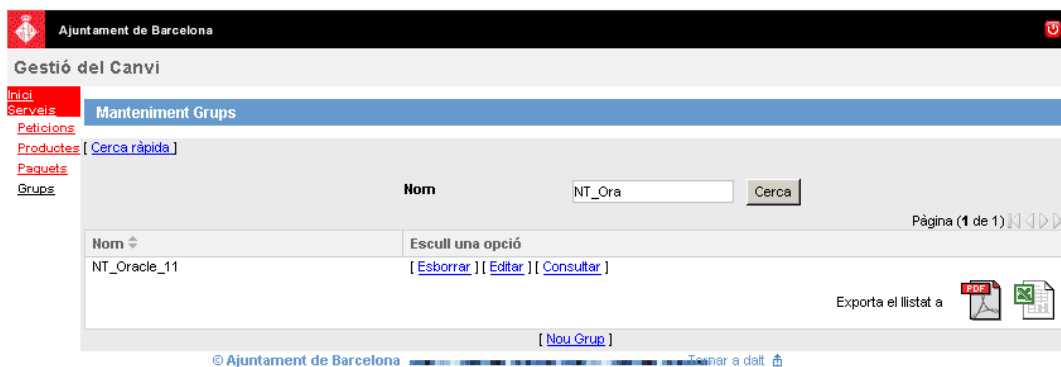 Ajuntament de Barcelona
Gestió del Canvi
Inici
Serveis
Peticions
Productes
Paquets
Grups
Manteniment Grups
[ Cerca ràpida ]
Nom NT_Ora Cerca
Pàgina (1 de 1)
Nom Escull una opció
NT_Oracle_11 [ Esborrar ] [ Editar ] [ Consultar ]
Exporta el llistat a PDF
[ Nou Grup ]
© Ajuntament de Barcelona Tornar a dalt